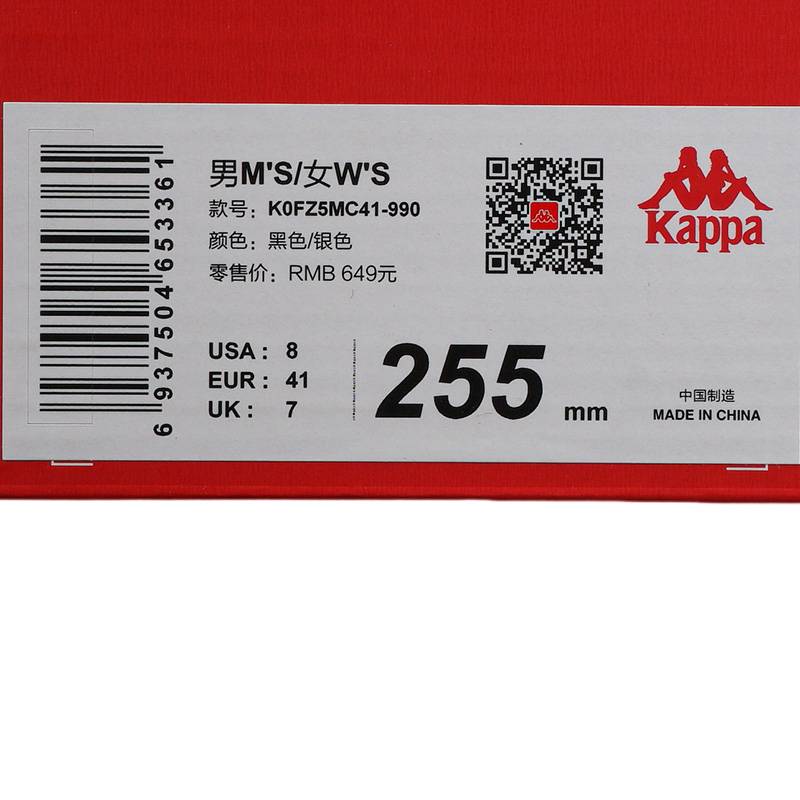 6 937504 653361
男M'S/女W'S
款号：K0FZ5MC41-990
颜色：黑色/银色
零售价：RMB 649元
USA： 8
EUR： 41
UK： 7
255 mm
Kappa
中国制造
MADE IN CHINA